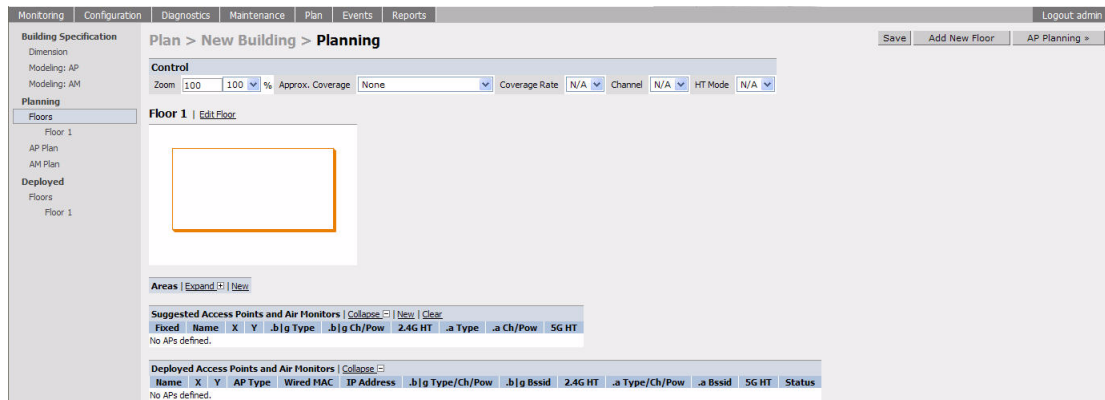 Monitoring Configuration Diagnostics Maintenance Plan Events Reports Logout admin
Building Specification
Dimension
Modeling: AP
Modeling: AM
Planning
Floors
Floor 1
AP Plan
AM Plan
Deployed
Floors
Floor 1
Plan > New Building > Planning
Save Add New Floor AP Planning »
Control
Zoom 100 100 % Approx. Coverage None Coverage Rate N/A Channel N/A HT Mode N/A
Floor 1 | Edit Floor
Areas | Expand | New
Suggested Access Points and Air Monitors | Collapse | New | Clear
Fixed Name X Y .b|g Type .b|g Ch/Pow 2.4G HT .a Type .a Ch/Pow 5G HT
No APs defined.
Deployed Access Points and Air Monitors | Collapse
Name X Y AP Type Wired MAC IP Address .b|g Type/Ch/Pow .b|g Bssid 2.4G HT .a Type/Ch/Pow .a Bssid 5G HT Status
No APs defined.